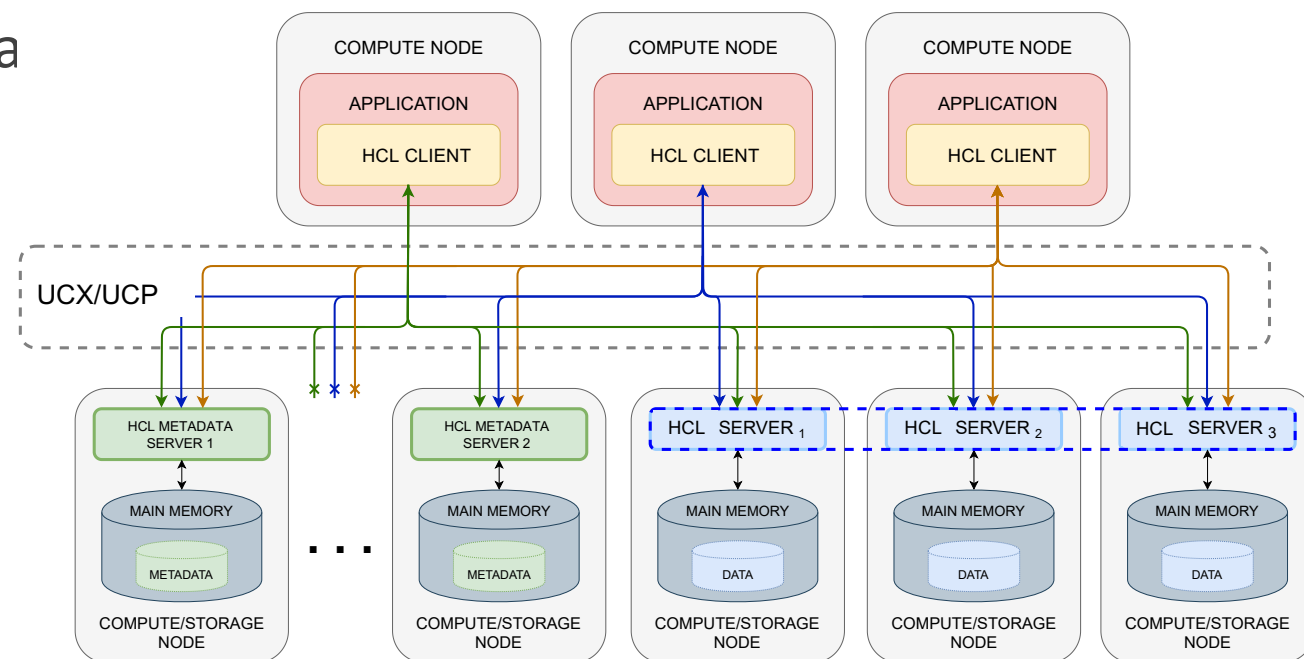 a
COMPUTE NODE
COMPUTE NODE
COMPUTE NODE
APPLICATION
APPLICATION
APPLICATION
HCL CLIENT
HCL CLIENT
HCL CLIENT
UCX/UCP
HCL METADATA
SERVER 1
HCL METADATA
SERVER 2
HCL SERVER 1
HCL SERVER 2
HCL SERVER 3
MAIN MEMORY
MAIN MEMORY
MAIN MEMORY
MAIN MEMORY
MAIN MEMORY
. . .
METADATA
METADATA
DATA
DATA
DATA
COMPUTE/STORAGE
NODE
COMPUTE/STORAGE
NODE
COMPUTE/STORAGE
NODE
COMPUTE/STORAGE
NODE
COMPUTE/STORAGE
NODE